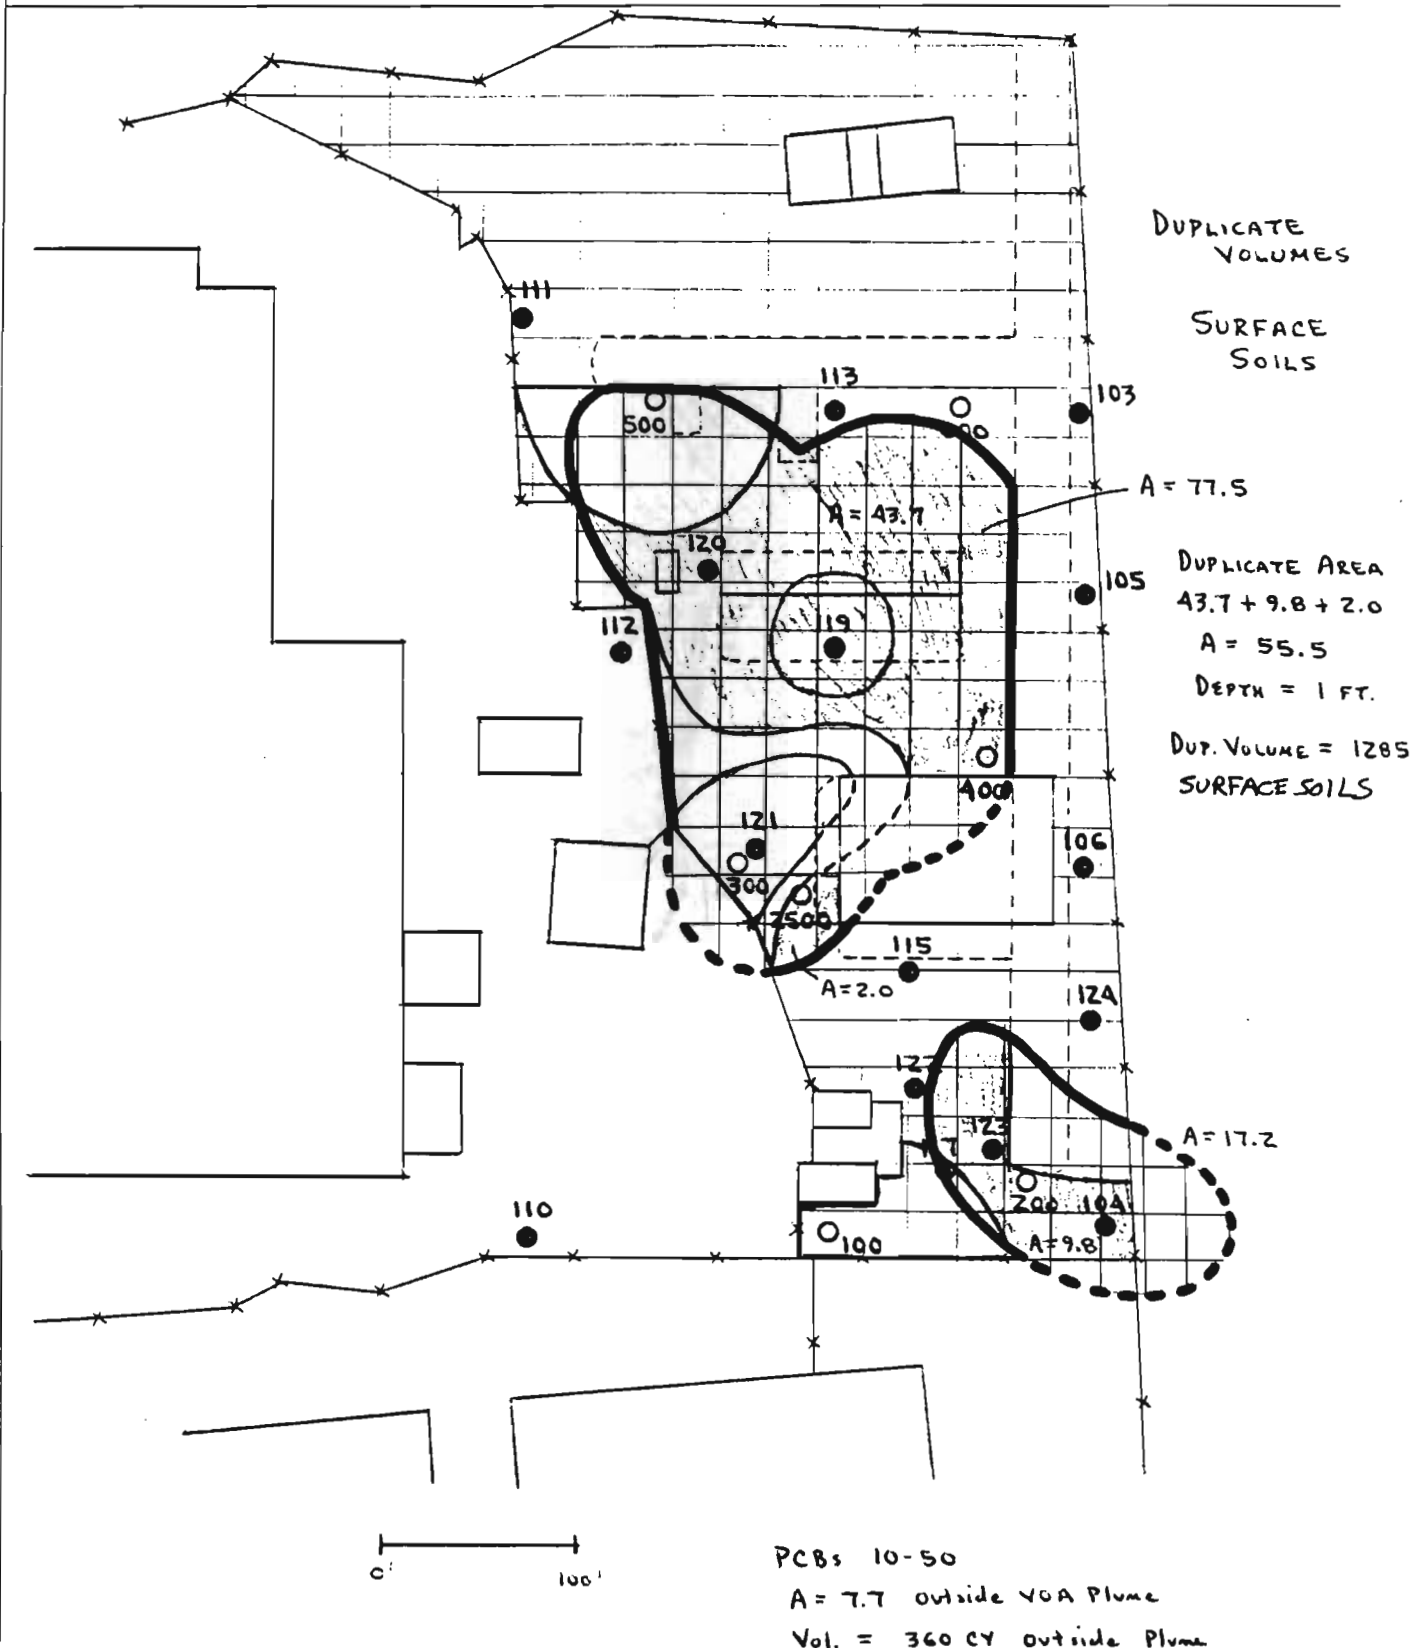 DUPLICATE
VOLUMES
SURFACE
SOILS
111
113
103
500
A = 77.5
A = 43.7
120
DUPLICATE AREA
43.7 + 9.8 + 2.0
105
119
112
A = 55.5
DEPTH = 1 FT.
DUP. VOLUME = 1285
SURFACE SOILS
400
121
106
300
2500
115
A=2.0
124
122
123
A=17.2
200
104
110
100
A=9.8
0'
100'
PCBs 10-50
A = 7.7 outside VOA Plume
Vol. = 360 CY outside Plume